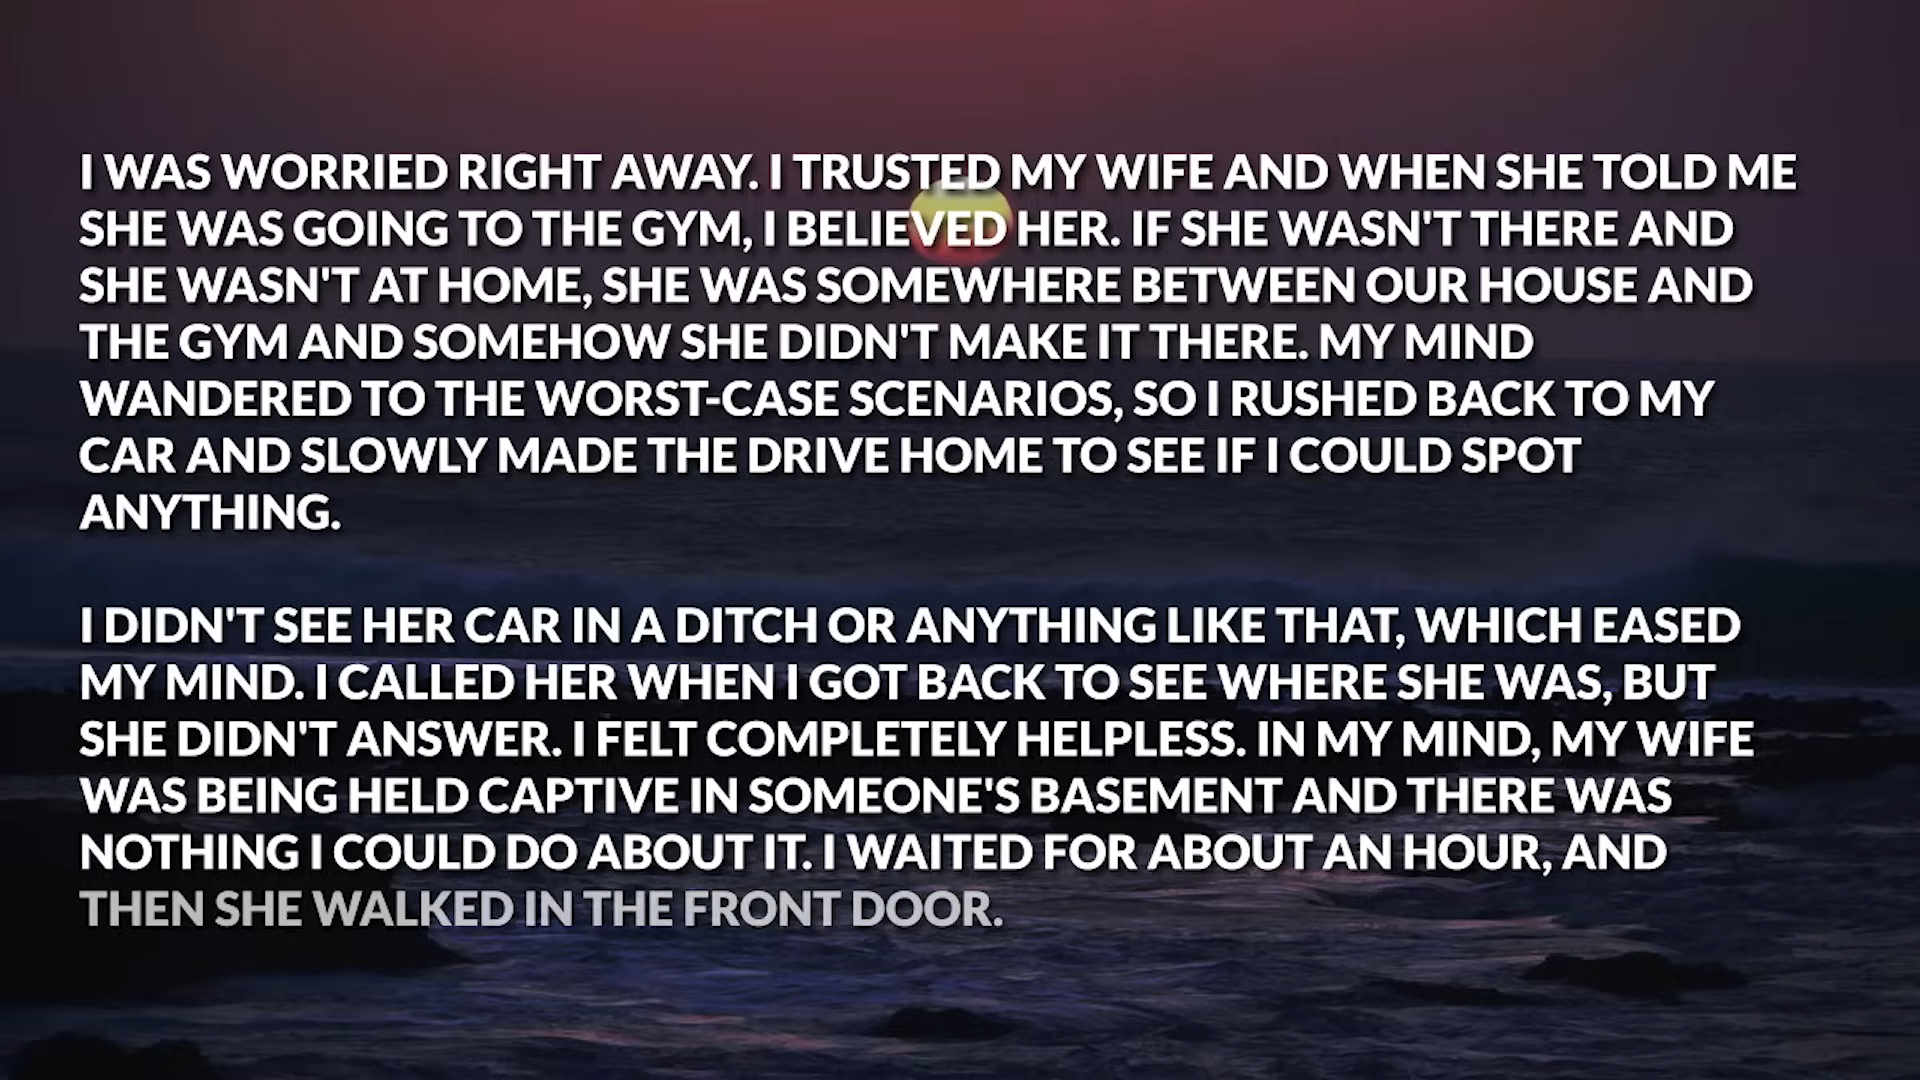 I WAS WORRIED RIGHT AWAY. I TRUSTED MY WIFE AND WHEN SHE TOLD ME
SHE WAS GOING TO THE GYM, I BELIEVED HER. IF SHE WASN'T THERE AND
SHE WASN'T AT HOME, SHE WAS SOMEWHERE BETWEEN OUR HOUSE AND
THE GYM AND SOMEHOW SHE DIDN'T MAKE IT THERE. MY MIND
WANDERED TO THE WORST-CASE SCENARIOS, SO I RUSHED BACK TO MY
CAR AND SLOWLY MADE THE DRIVE HOME TO SEE IF I COULD SPOT
ANYTHING.
I DIDN'T SEE HER CAR IN A DITCH OR ANYTHING LIKE THAT, WHICH EASED
MY MIND. I CALLED HER WHEN I GOT BACK TO SEE WHERE SHE WAS, BUT
SHE DIDN'T ANSWER. I FELT COMPLETELY HELPLESS. IN MY MIND, MY WIFE
WAS BEING HELD CAPTIVE IN SOMEONE'S BASEMENT AND THERE WAS
NOTHING I COULD DO ABOUT IT. I WAITED FOR ABOUT AN HOUR, AND
THEN SHE WALKED IN THE FRONT DOOR.